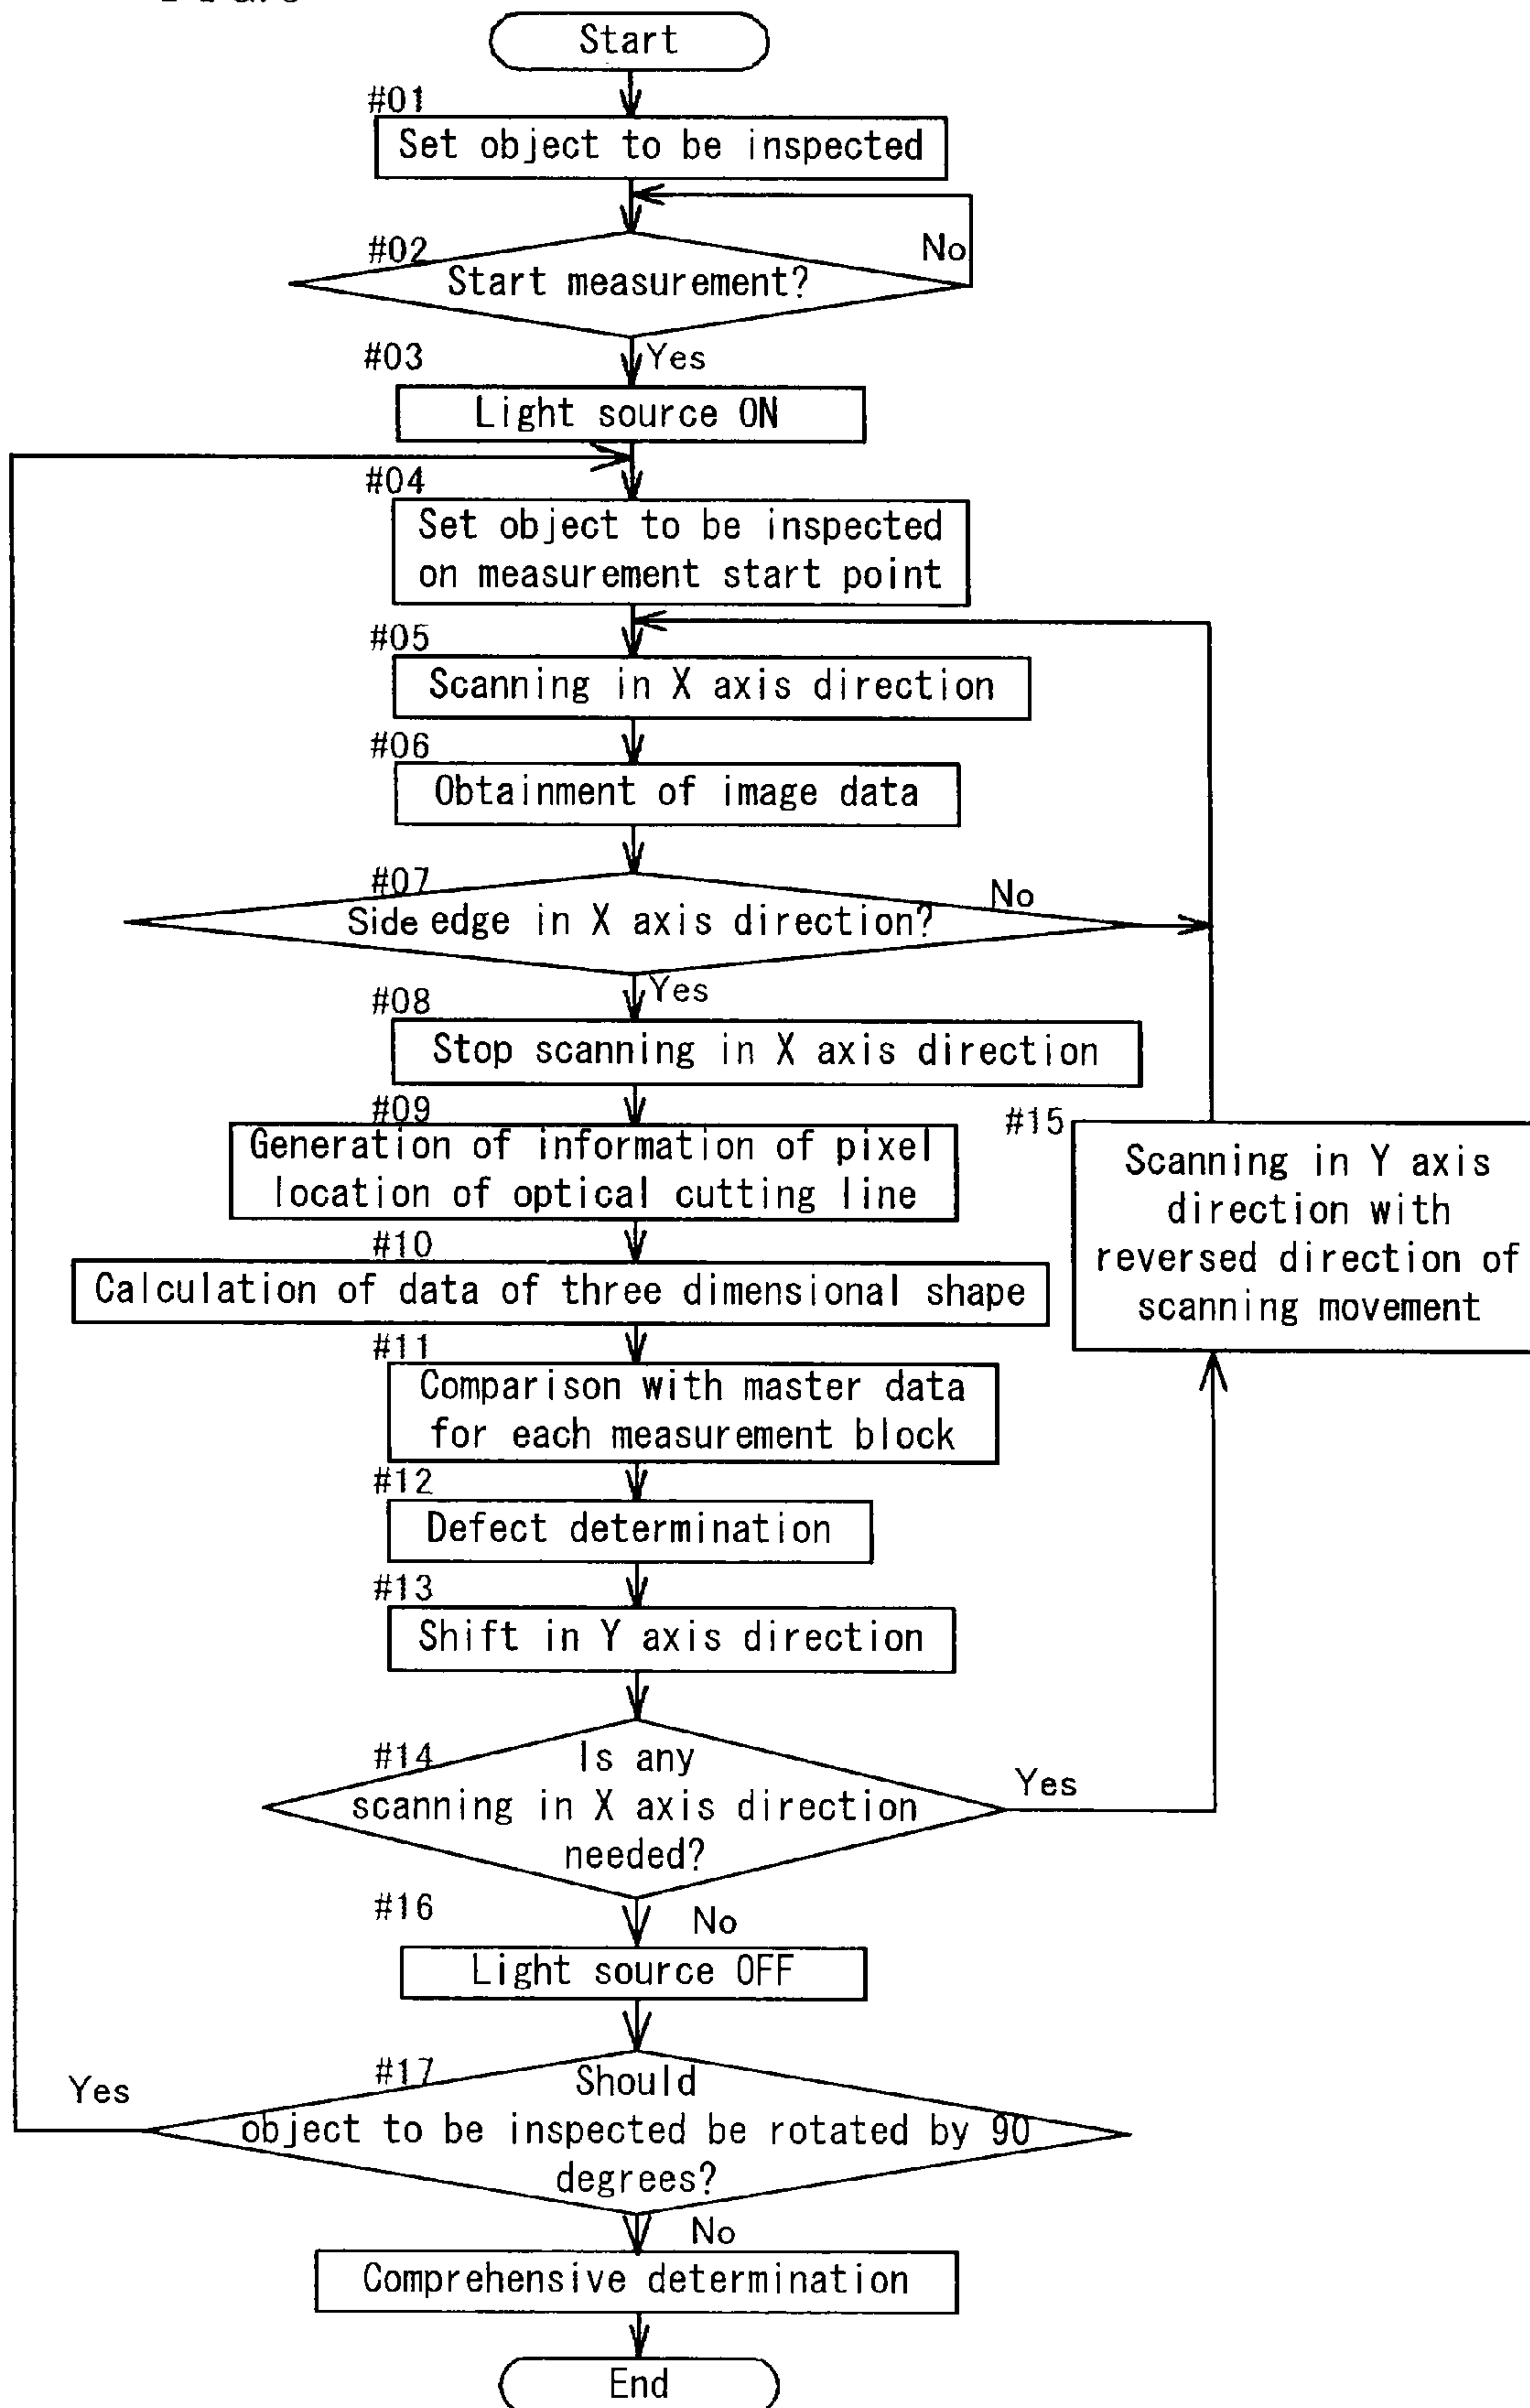 Start
#01
Set object to be inspected
#02
No
Start measurement?
#03
Yes
Light source ON
#04
Set object to be inspected
on measurement start point
#05
Scanning in X axis direction
#06
Obtainment of image data
#07
No
Side edge in X axis direction?
Yes
#08
Stop scanning in X axis direction
#09
Generation of information of pixel
location of optical cutting line
#15
Scanning in Y axis
direction with
reversed direction of
scanning movement
#10
Calculation of data of three dimensional shape
#11
Comparison with master data
for each measurement block
#12
Defect determination
#13
Shift in Y axis direction
#14
Is any
scanning in X axis direction
needed?
Yes
#16
No
Light source OFF
#17
Should
object to be inspected be rotated by 90
degrees?
Yes
No
Comprehensive determination
End